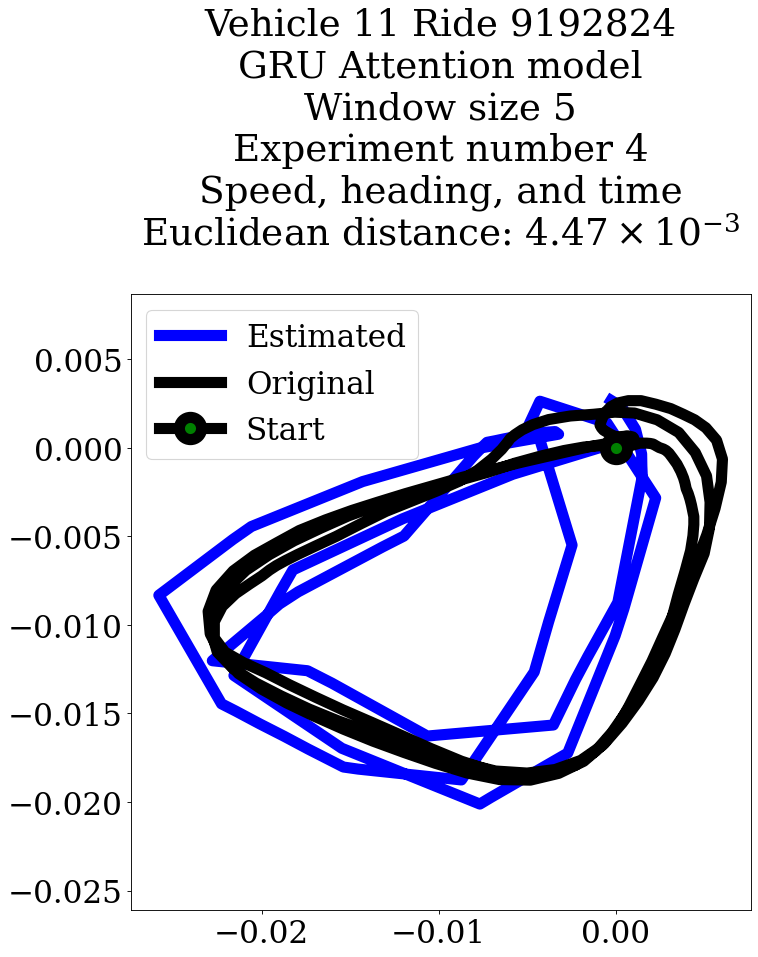 Vehicle 11 Ride 9192824
GRU Attention model
Window size 5
Experiment number 4
Speed, heading, and time
Euclidean distance: 4.47 × 10⁻³
Estimated
Original
Start
0.005
0.000
−0.005
−0.010
−0.015
−0.020
−0.025
−0.02
−0.01
0.00